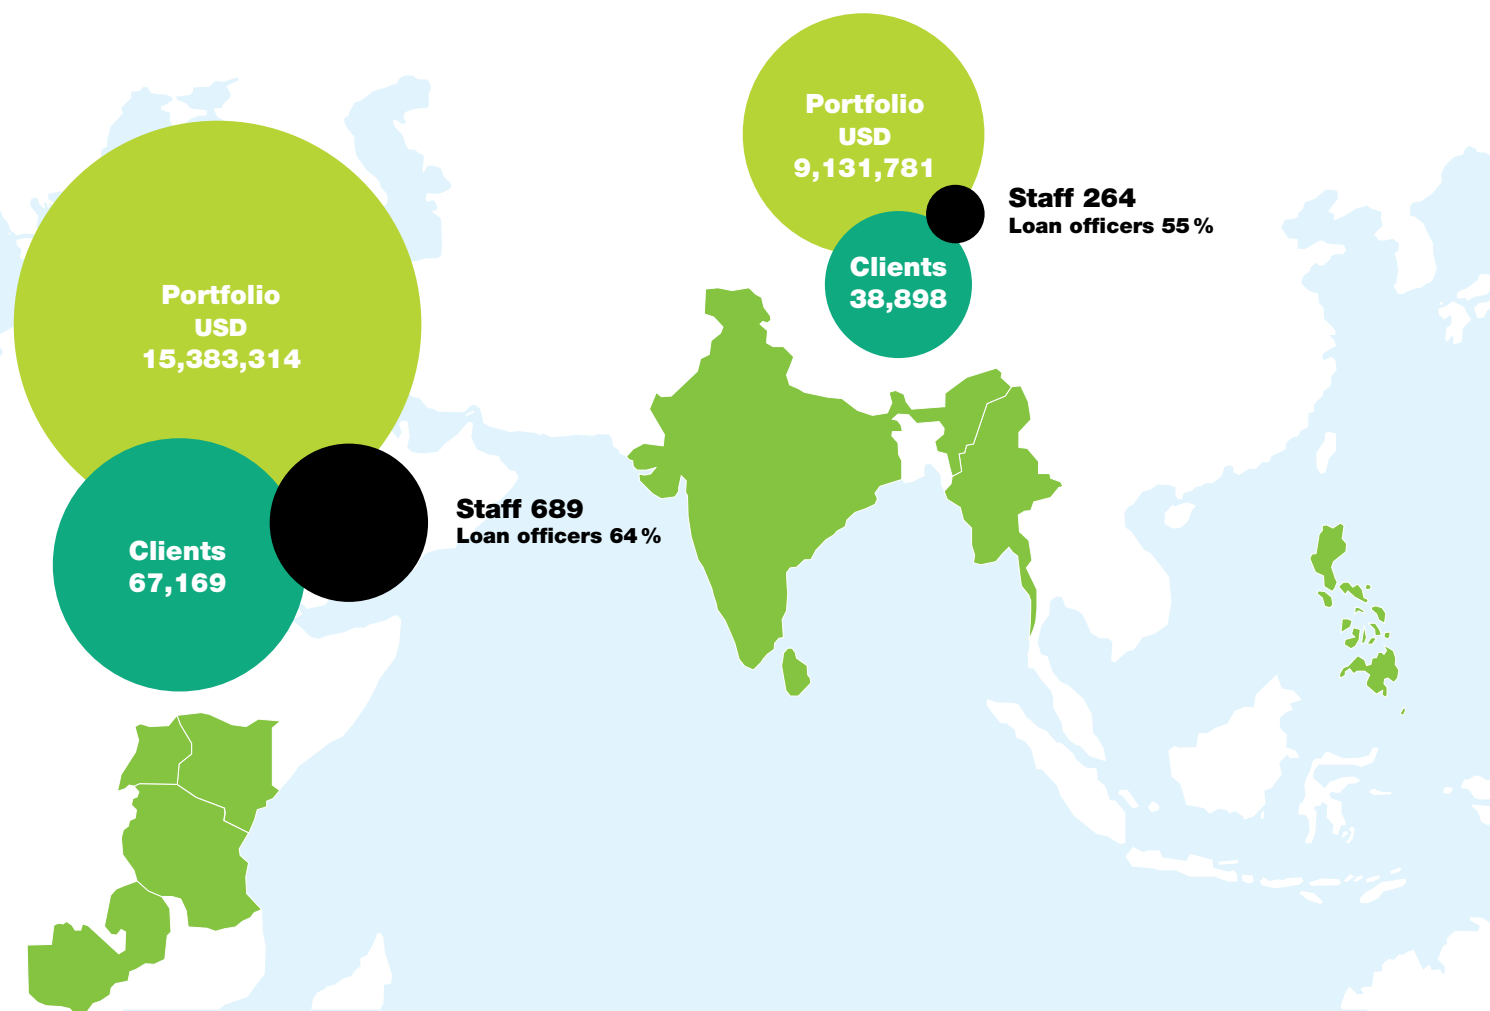 Portfolio
USD
9,131,781
Staff 264
Loan officers 55 %
Clients
38,898
Portfolio
USD
15,383,314
Staff 689
Loan officers 64 %
Clients
67,169